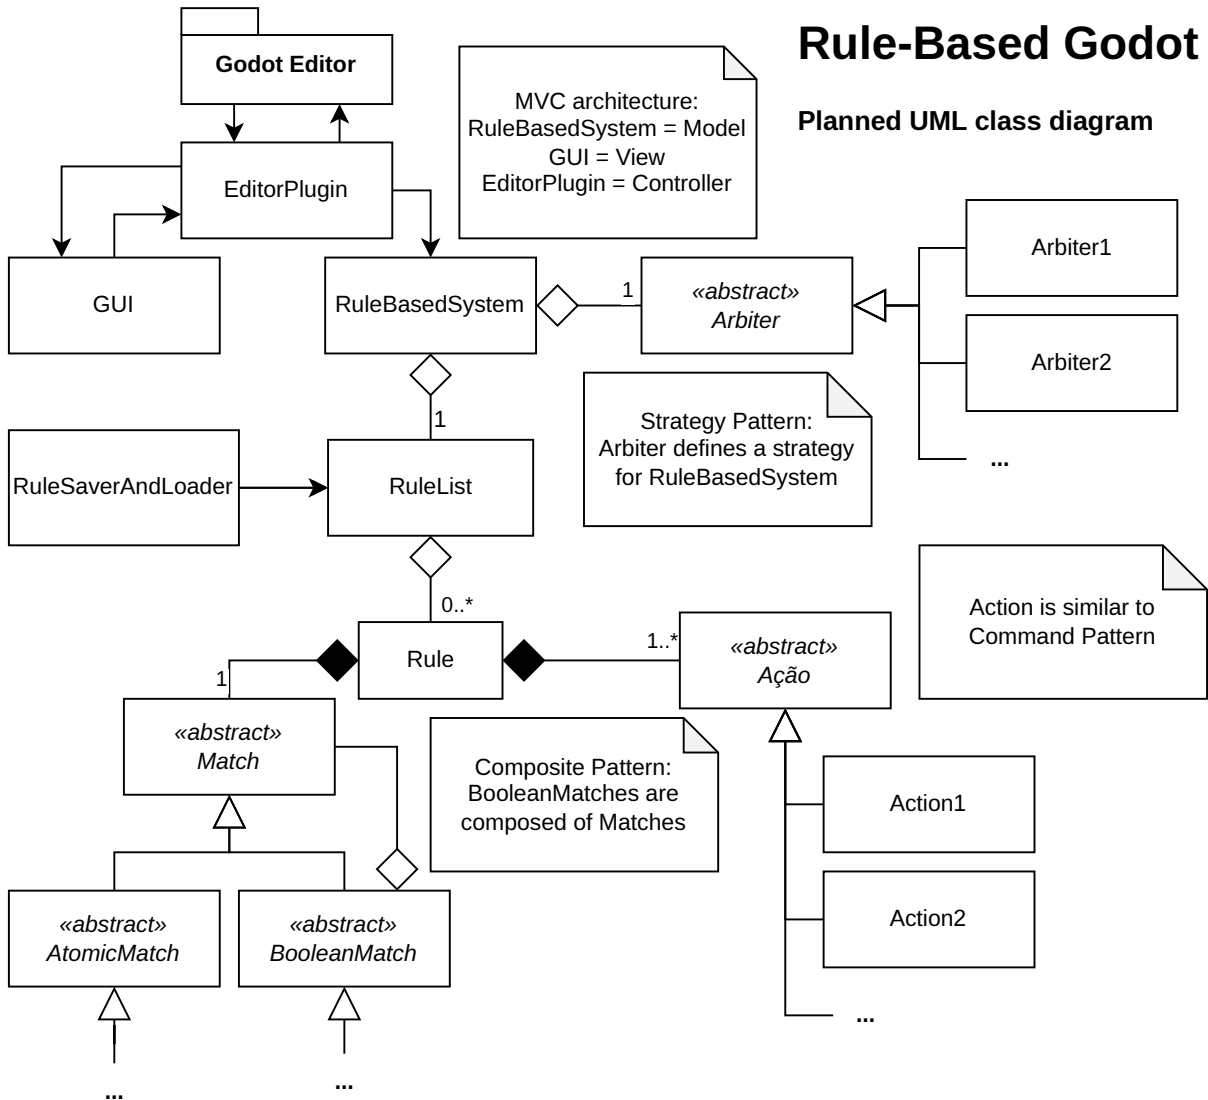 Rule-Based Godot
Planned UML class diagram
Godot Editor
EditorPlugin
MVC architecture:
RuleBasedSystem = Model
GUI = View
EditorPlugin = Controller
GUI
RuleBasedSystem
1
«abstract»
Arbiter
Arbiter1
Arbiter2
...
1
Strategy Pattern:
Arbiter defines a strategy
for RuleBasedSystem
RuleSaverAndLoader
RuleList
0..*
Rule
1
1..*
«abstract»
Ação
Action is similar to
Command Pattern
«abstract»
Match
Composite Pattern:
BooleanMatches are
composed of Matches
Action1
Action2
...
«abstract»
AtomicMatch
«abstract»
BooleanMatch
...
...